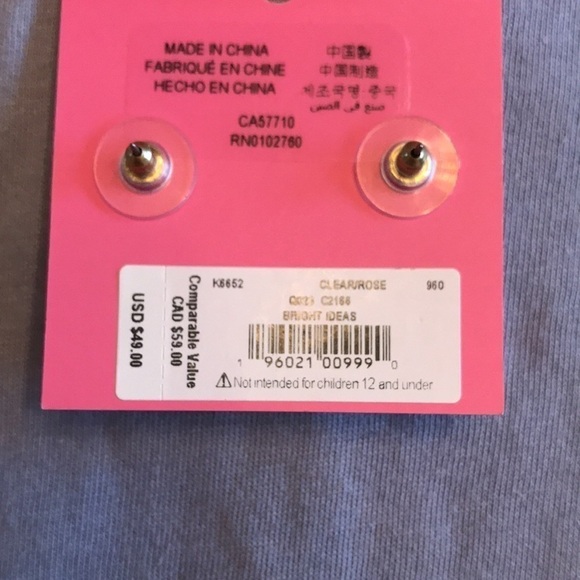 MADE IN CHINA
FABRIQUÉ EN CHINE
HECHO EN CHINA
中国製
中国制造
제조국명·중국
صنع في الصين
CA57710
RN0102760
K6652
CLEAR/ROSE
960
C2166
BRIGHT IDEAS
1 96021 00999 0
⚠Not intended for children 12 and under
Comparable Value
CAD $59.00
USD $49.00